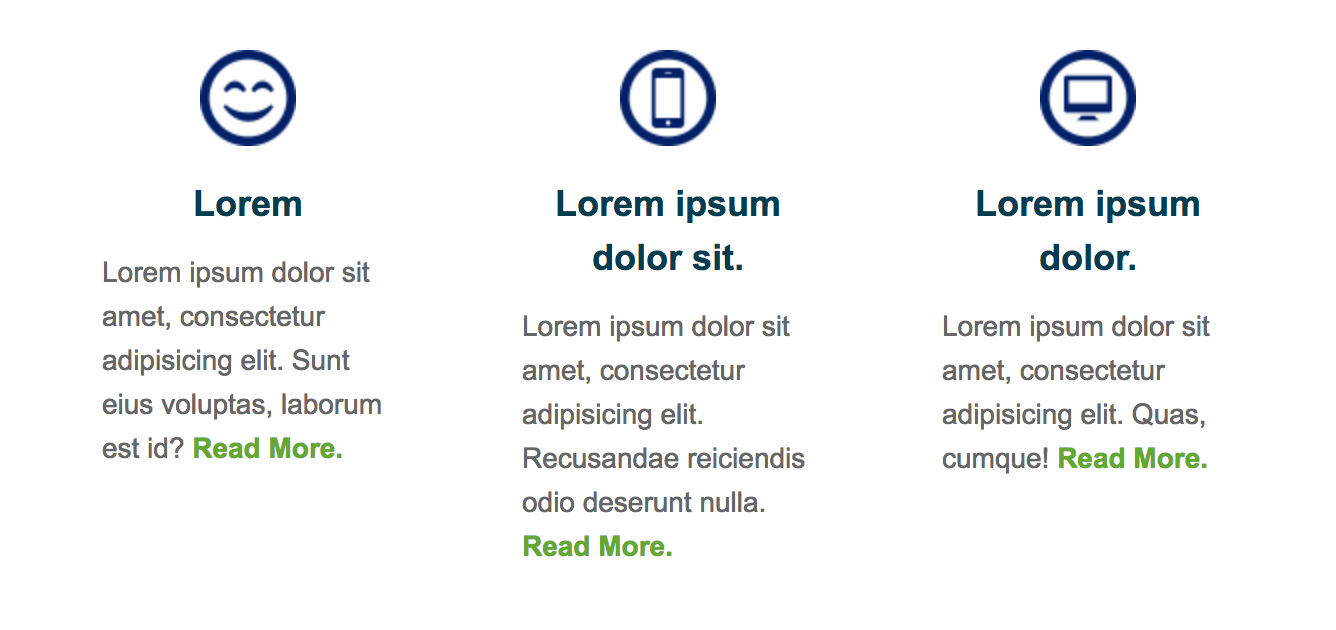 Lorem
Lorem ipsum dolor sit
amet, consectetur
adipisicing elit. Sunt
eius voluptas, laborum
est id? Read More.
Lorem ipsum
dolor sit.
Lorem ipsum dolor sit
amet, consectetur
adipisicing elit.
Recusandae reiciendis
odio deserunt nulla.
Read More.
Lorem ipsum
dolor.
Lorem ipsum dolor sit
amet, consectetur
adipisicing elit. Quas,
cumque! Read More.